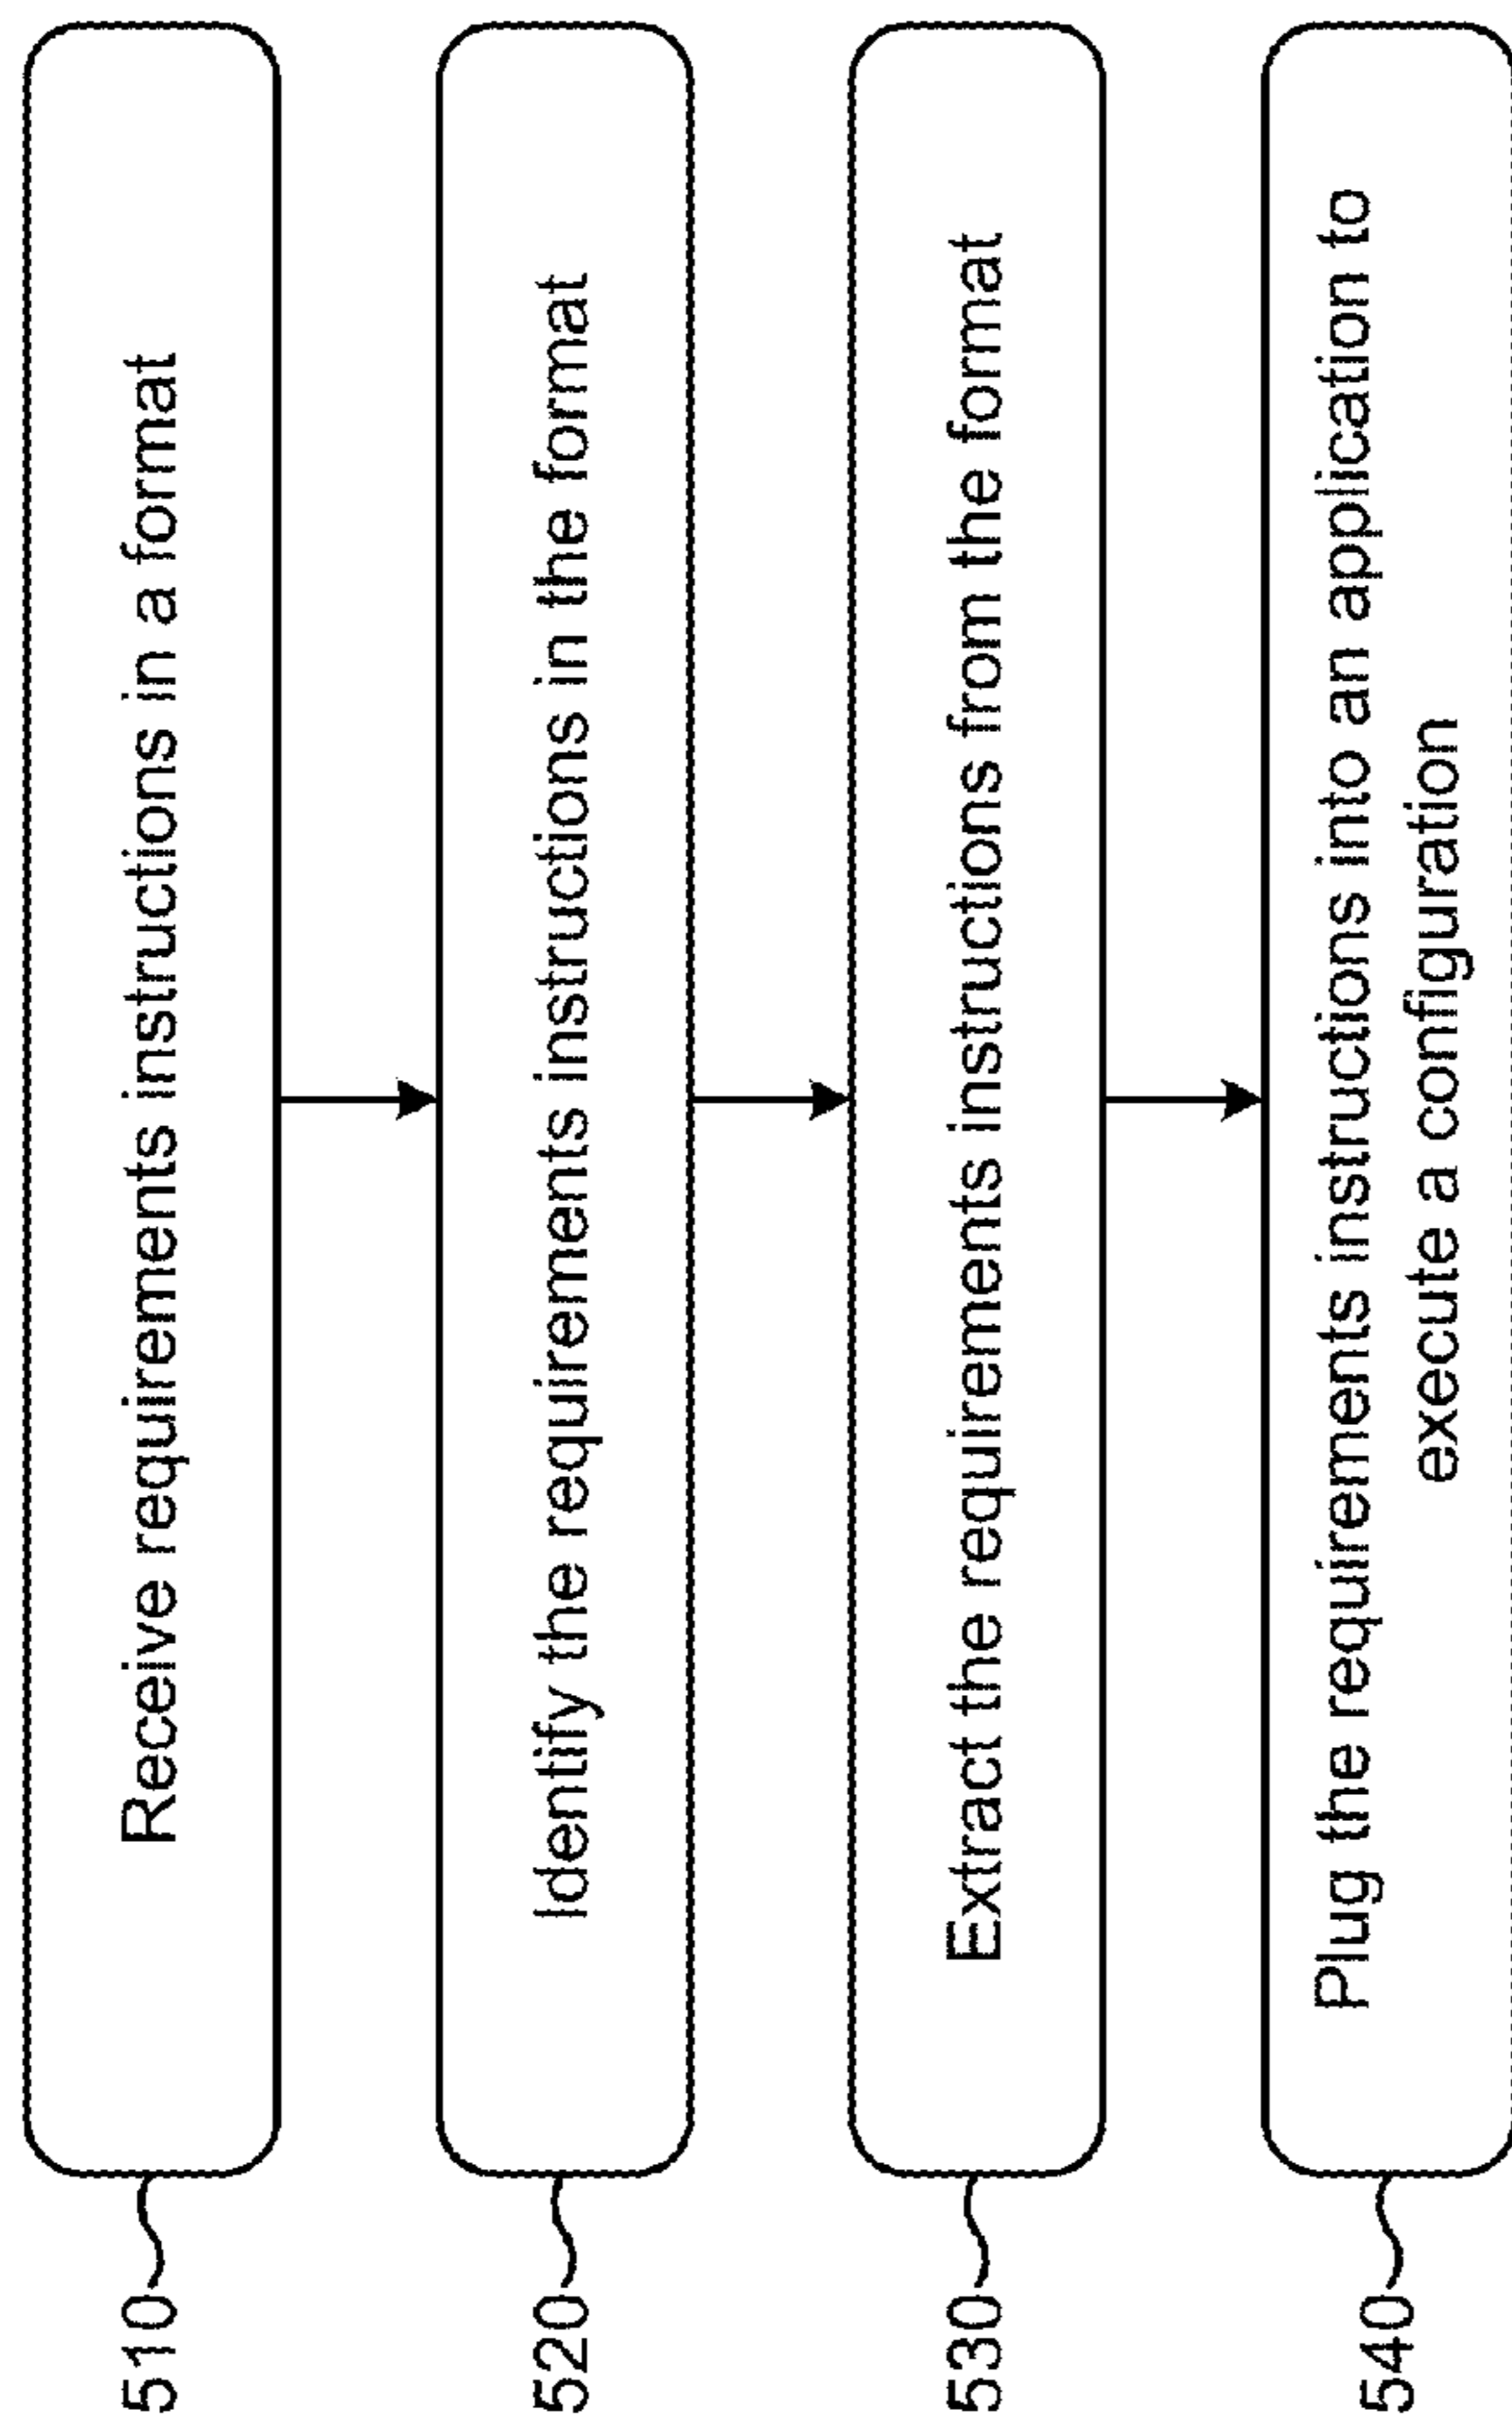 510
Receive requirements instructions in a format
520
Identify the requirements instructions in the format
530
Extract the requirements instructions from the format
540
Plug the requirements instructions into an application to
execute a configuration